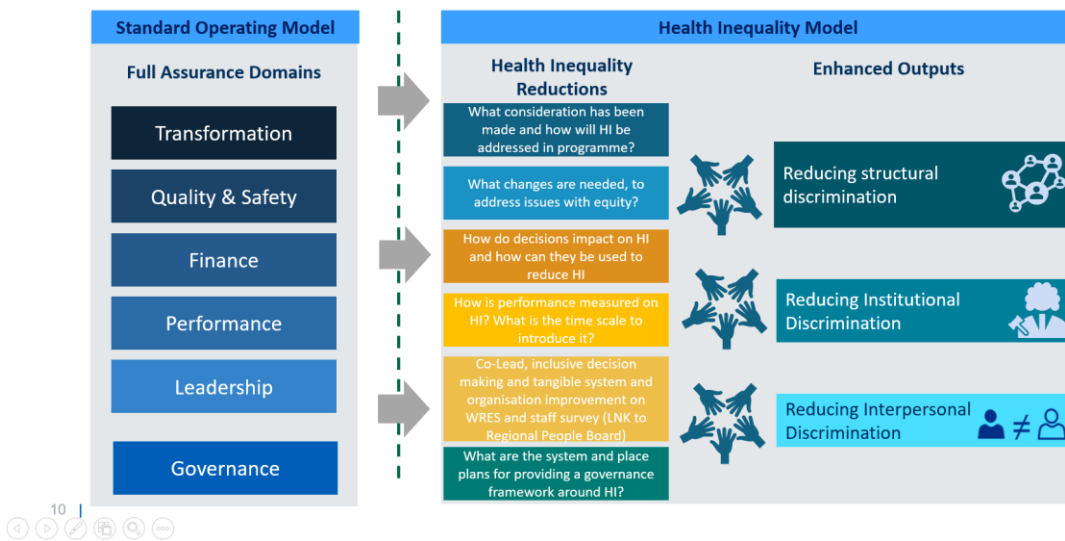 Standard Operating Model
Full Assurance Domains
Transformation
Quality & Safety
Finance
Performance
Leadership
Governance
Health Inequality Model
Health Inequality
Reductions
What consideration has been
made and how will HI be
addressed in programme?
What changes are needed, to
address issues with equity?
How do decisions impact on HI
and how can they be used to
reduce HI
How is performance measured on
HI? What is the time scale to
introduce it?
Co-Lead, inclusive decision
making and tangible system and
organisation improvement on
WRES and staff survey (LNK to
Regional People Board)
What are the system and place
plans for providing a governance
framework around HI?
Enhanced Outputs
Reducing structural
discrimination
Reducing Institutional
Discrimination
Reducing Interpersonal
Discrimination
≠
10